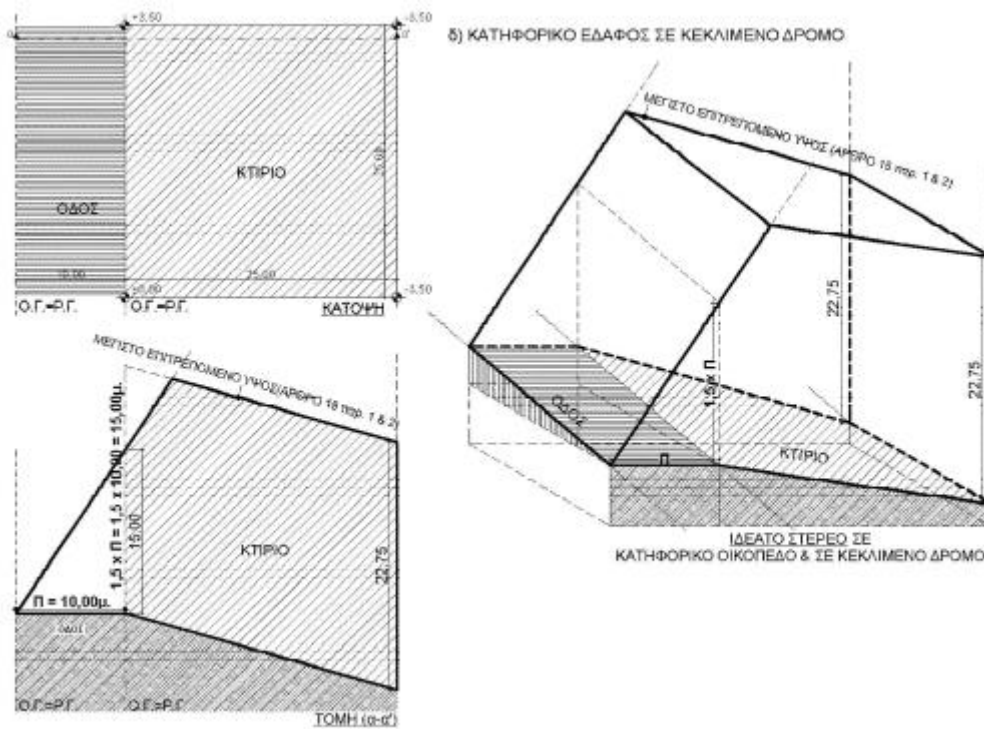 +3.50
-3.50
α
α'
ΚΤΙΡΙΟ
25.00
ΟΔΟΣ
10.00
25.00
±0.00
-3.50
Ο.Γ.=Ρ.Γ.
Ο.Γ.=Ρ.Γ.
ΚΑΤΟΨΗ
ΜΕΓΙΣΤΟ ΕΠΙΤΡΕΠΟΜΕΝΟ ΥΨΟΣ(ΑΡΘΡΟ 15 παρ. 1 & 2)
1,5 x Π = 1,5 x 10,00 = 15,00μ.
15.00
ΚΤΙΡΙΟ
22.75
Π = 10,00μ.
ΟΔΟΣ
Ο.Γ.=Ρ.Γ.
Ο.Γ.=Ρ.Γ.
ΤΟΜΗ (α-α')
δ) ΚΑΤΗΦΟΡΙΚΟ ΕΔΑΦΟΣ ΣΕ ΚΕΚΛΙΜΕΝΟ ΔΡΟΜΟ
ΜΕΓΙΣΤΟ ΕΠΙΤΡΕΠΟΜΕΝΟ ΥΨΟΣ (ΑΡΘΡΟ 15 παρ. 1 & 2)
22.75
22.75
1,5 x Π
ΟΔΟΣ
Π
ΚΤΙΡΙΟ
ΙΔΕΑΤΟ ΣΤΕΡΕΟ ΣΕ
ΚΑΤΗΦΟΡΙΚΟ ΟΙΚΟΠΕΔΟ & ΣΕ ΚΕΚΛΙΜΕΝΟ ΔΡΟΜΟ